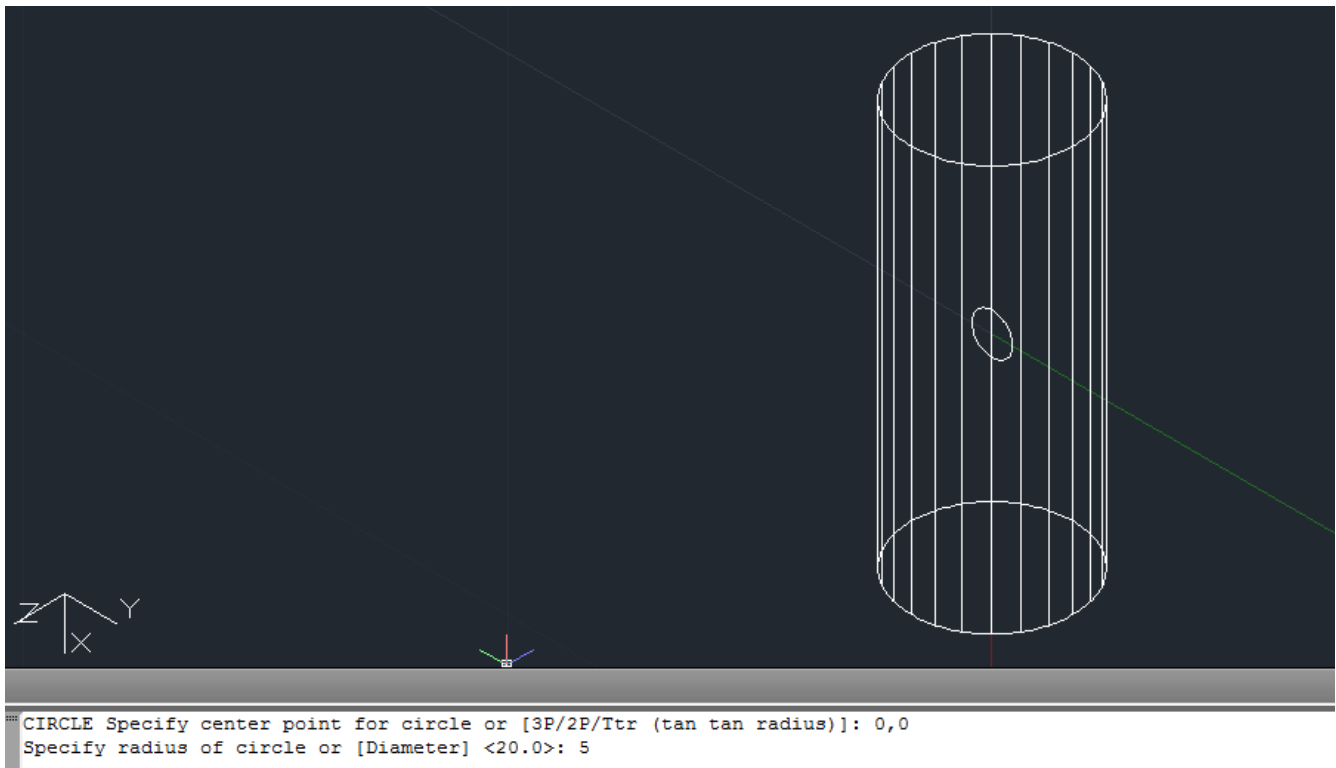 Z
Y
X
CIRCLE Specify center point for circle or [3P/2P/Ttr (tan tan radius)]: 0,0
Specify radius of circle or [Diameter] <20.0>: 5